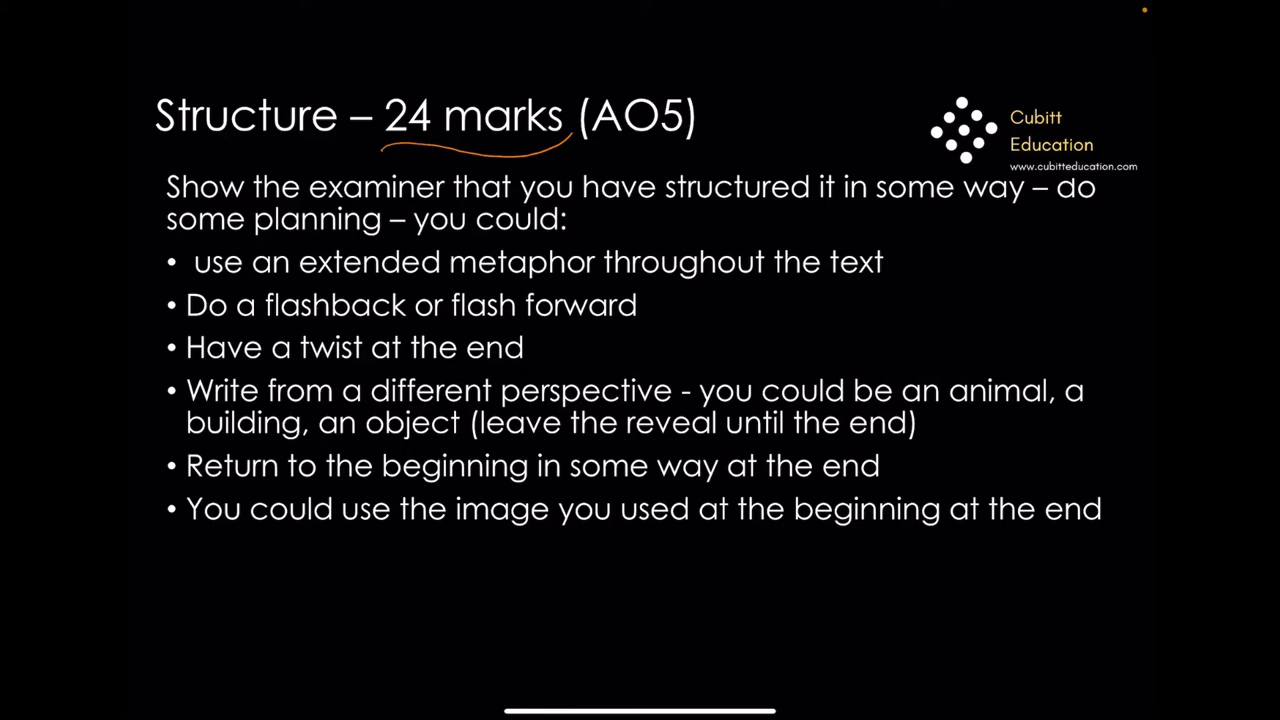 Structure – 24 marks (AO5)
Cubitt
Education
www.cubitteducation.com
Show the examiner that you have structured it in some way – do
some planning – you could:
• use an extended metaphor throughout the text
• Do a flashback or flash forward
• Have a twist at the end
• Write from a different perspective - you could be an animal, a
building, an object (leave the reveal until the end)
• Return to the beginning in some way at the end
• You could use the image you used at the beginning at the end